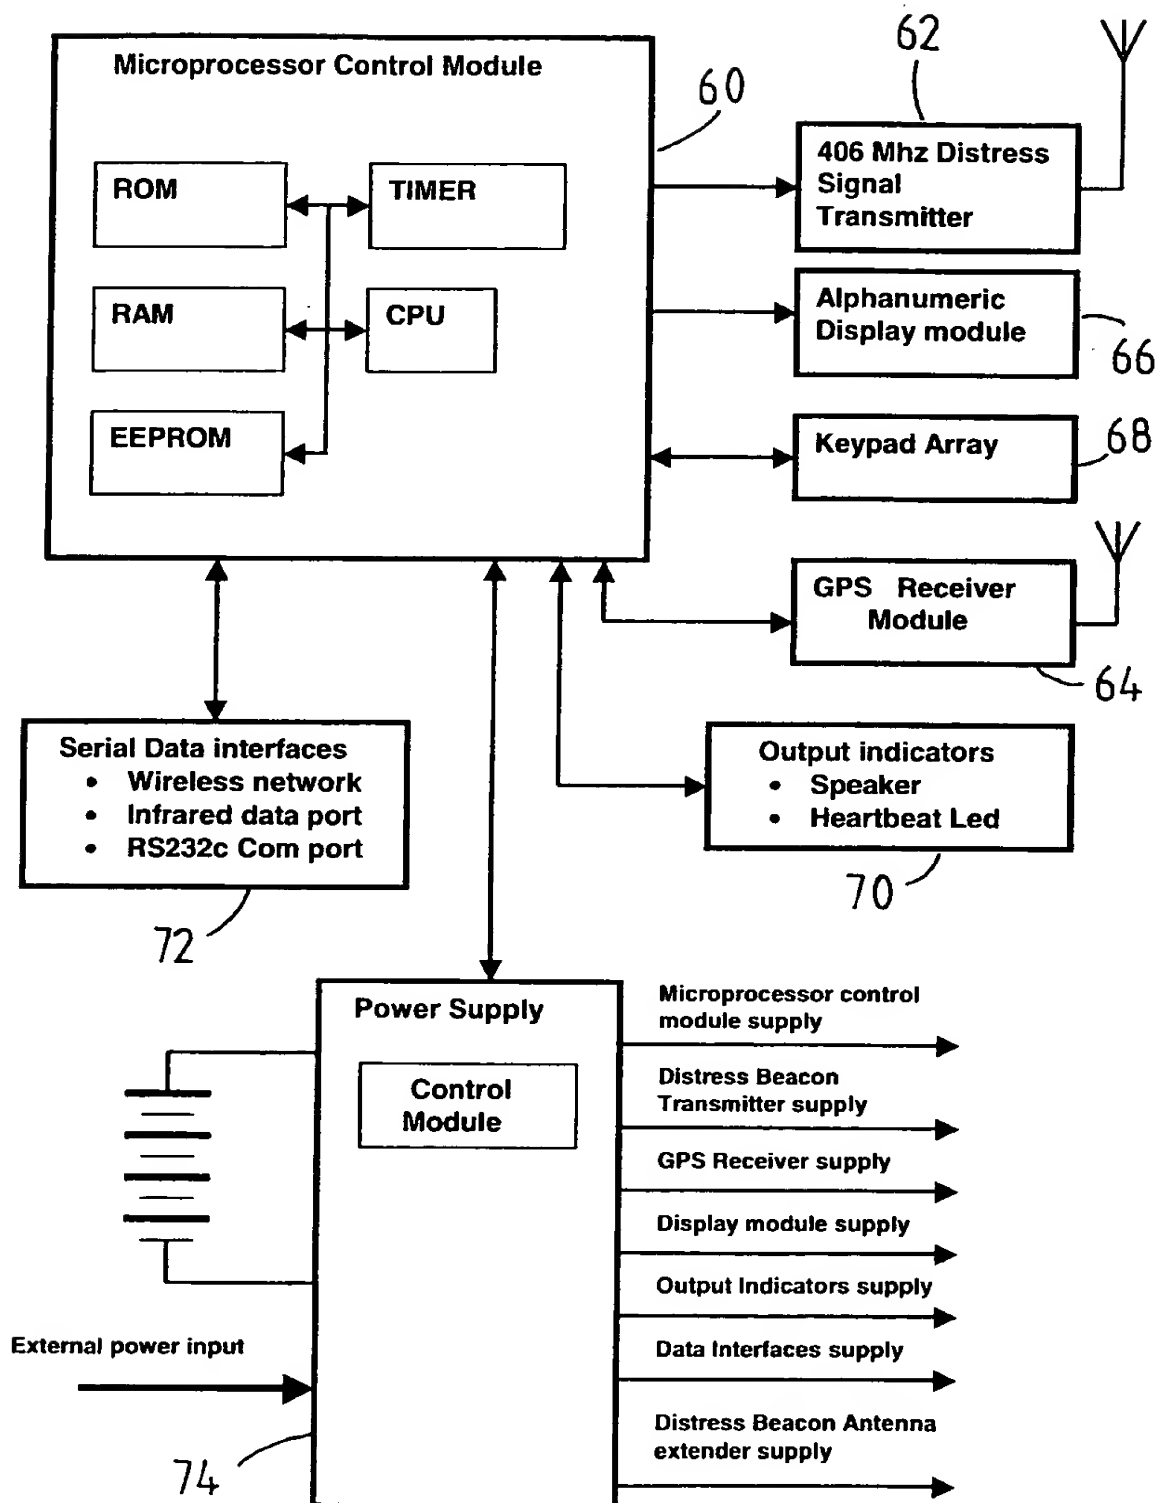 62
Microprocessor Control Module
60
406 Mhz Distress
Signal
Transmitter
ROM
TIMER
RAM
CPU
EEPROM
Alphanumeric
Display module
66
Keypad Array
68
GPS Receiver
Module
64
Serial Data interfaces
• Wireless network
• Infrared data port
• RS232c Com port
72
Output indicators
• Speaker
• Heartbeat Led
70
Power Supply
Control
Module
Microprocessor control
module supply
Distress Beacon
Transmitter supply
GPS Receiver supply
Display module supply
Output Indicators supply
Data Interfaces supply
Distress Beacon Antenna
extender supply
External power input
74